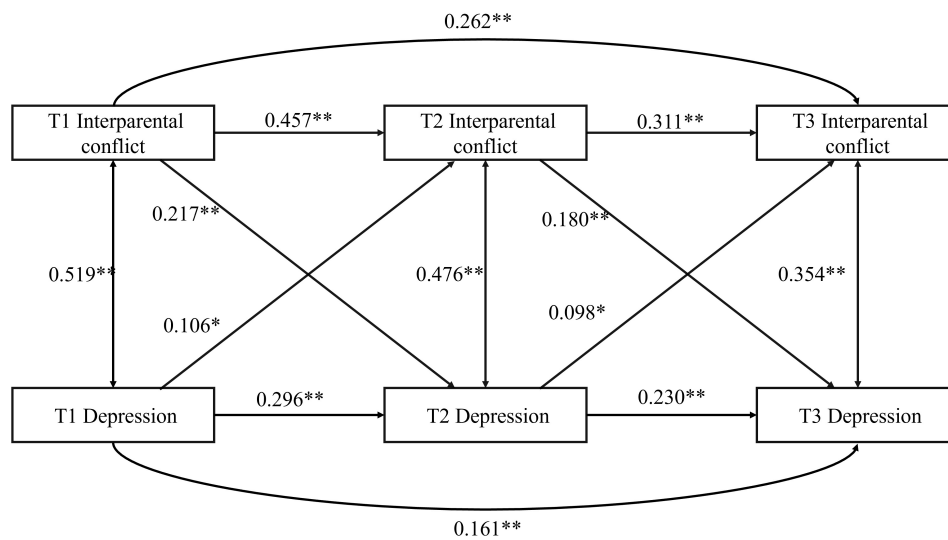 0.262**
T1 Interparental
conflict
0.457**
T2 Interparental
conflict
0.311**
T3 Interparental
conflict
0.217**
0.180**
0.519**
0.476**
0.354**
0.106*
0.098*
T1 Depression
0.296**
T2 Depression
0.230**
T3 Depression
0.161**